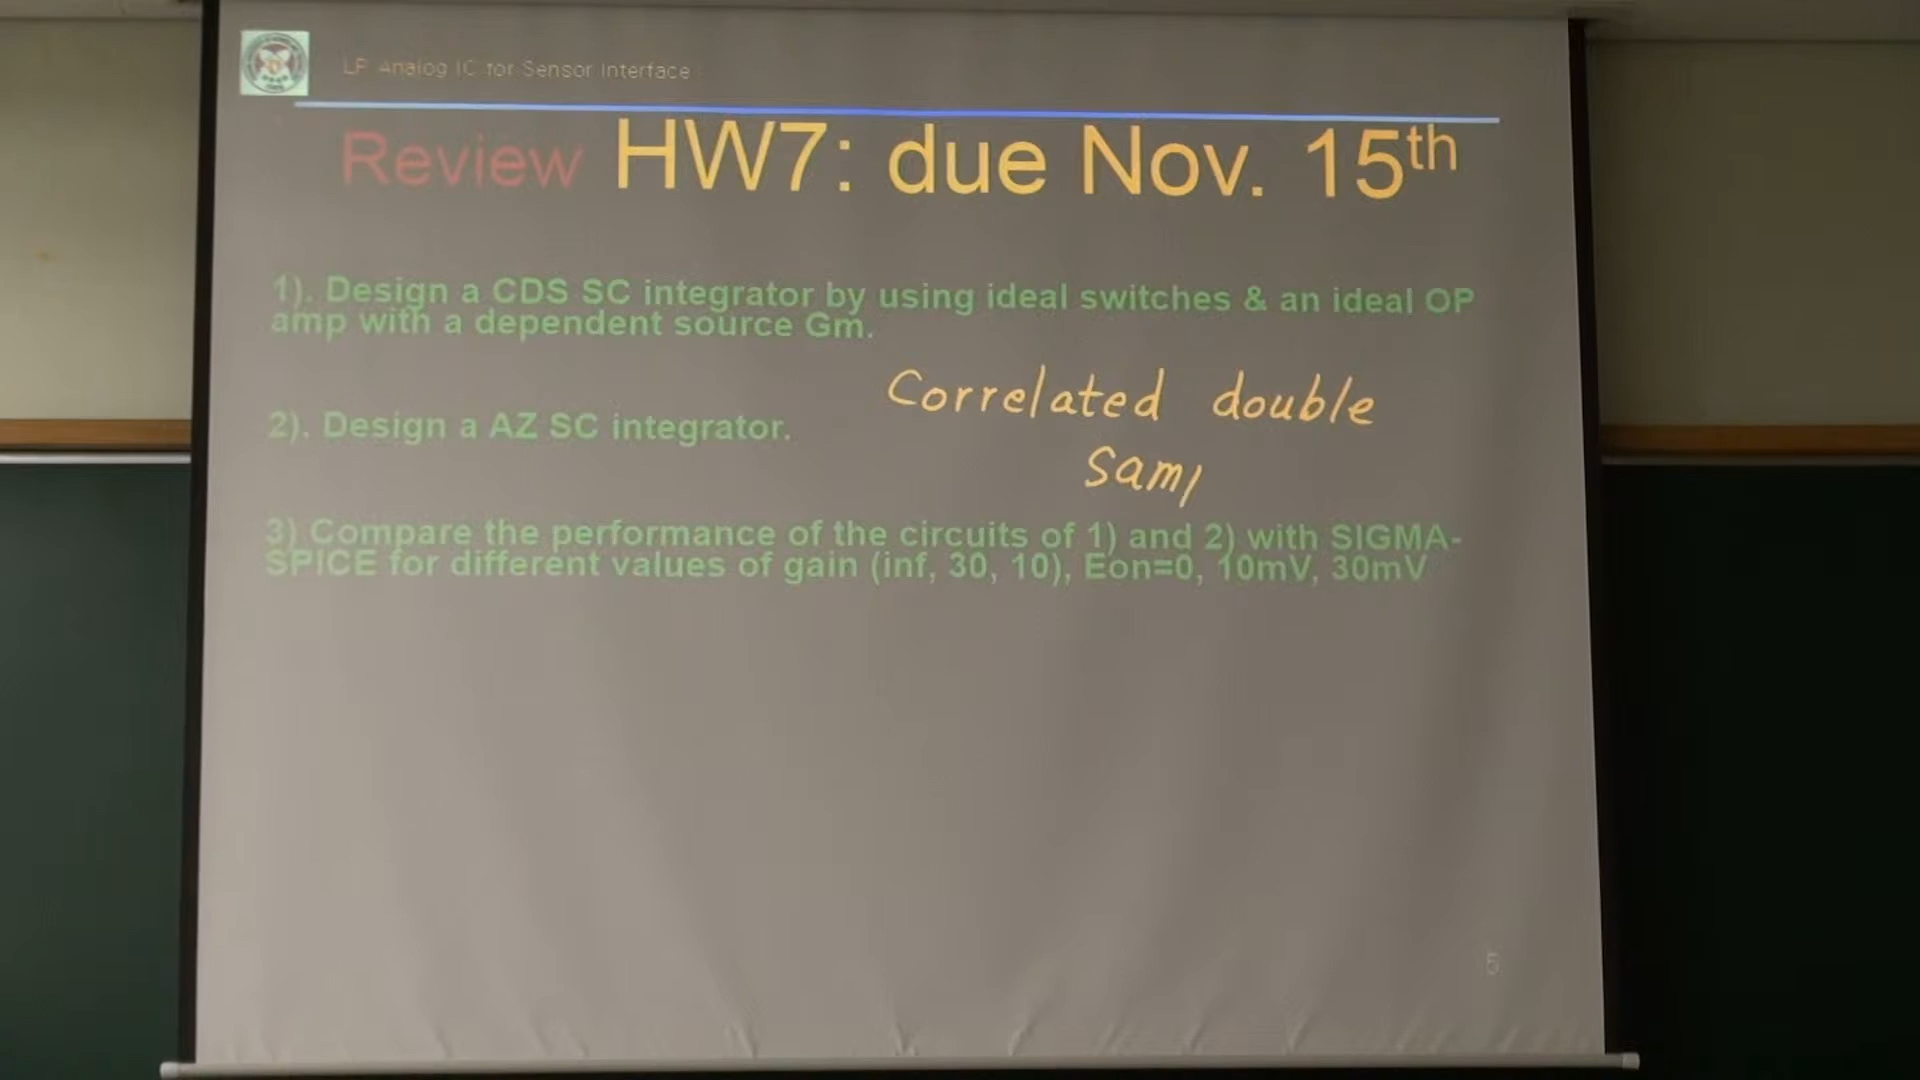 LP Analog IC for Sensor Interface
Review HW7: due Nov. 15th
1). Design a CDS SC integrator by using ideal switches & an ideal OP
amp with a dependent source Gm.
Correlated double
2). Design a AZ SC integrator.
Sam
3) Compare the performance of the circuits of 1) and 2) with SIGMA-
SPICE for different values of gain (inf, 30, 10), Eon=0, 10mV, 30mV
5